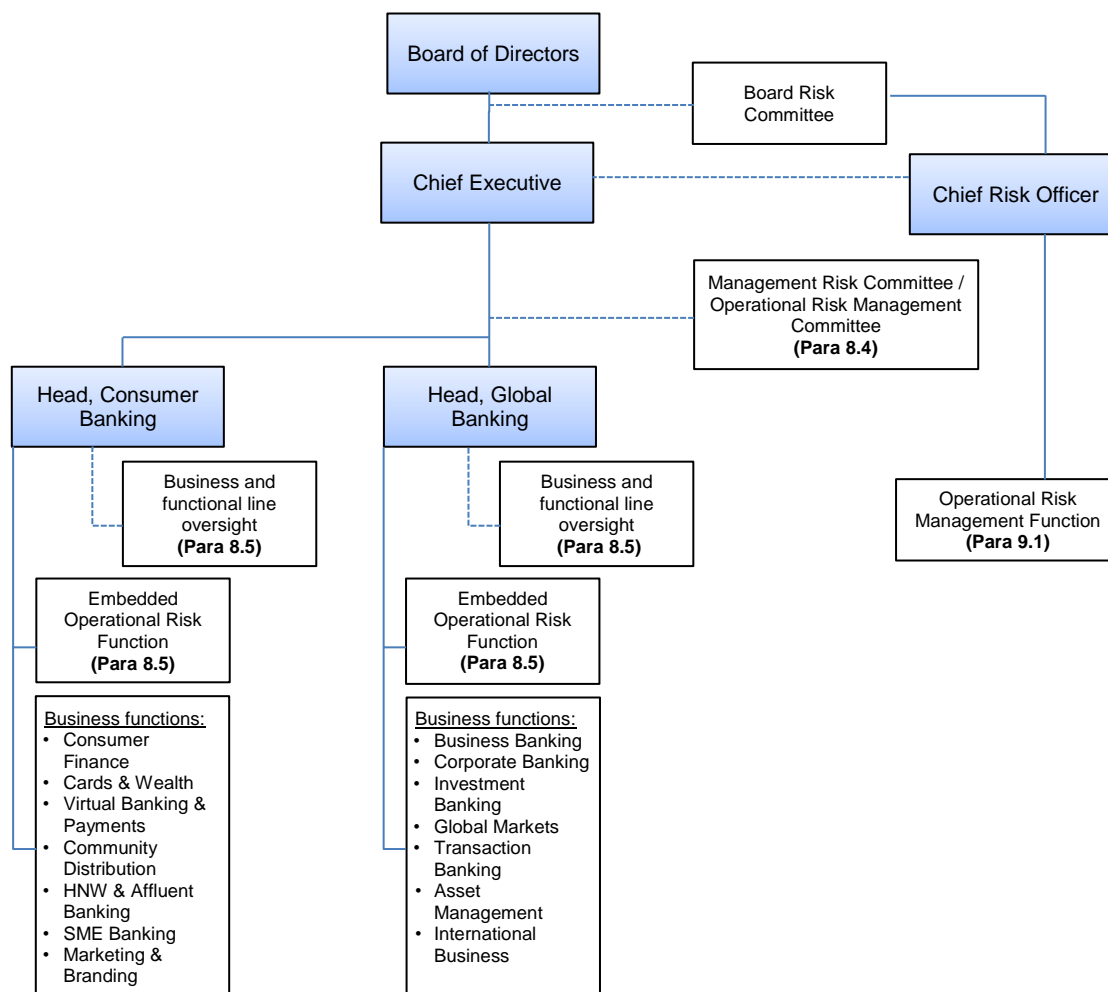 Board of Directors
Board Risk
Committee
Chief Executive
Chief Risk Officer
Management Risk Committee /
Operational Risk Management
Committee
(Para 8.4)
Head, Consumer
Banking
Head, Global
Banking
Business and
functional line
oversight
(Para 8.5)
Business and
functional line
oversight
(Para 8.5)
Operational Risk
Management Function
(Para 9.1)
Embedded
Operational Risk
Function
(Para 8.5)
Embedded
Operational Risk
Function
(Para 8.5)
Business functions:
• Consumer
Finance
• Cards & Wealth
• Virtual Banking &
Payments
• Community
Distribution
• HNW & Affluent
Banking
• SME Banking
• Marketing &
Branding
Business functions:
• Business Banking
• Corporate Banking
• Investment
Banking
• Global Markets
• Transaction
Banking
• Asset
Management
• International
Business